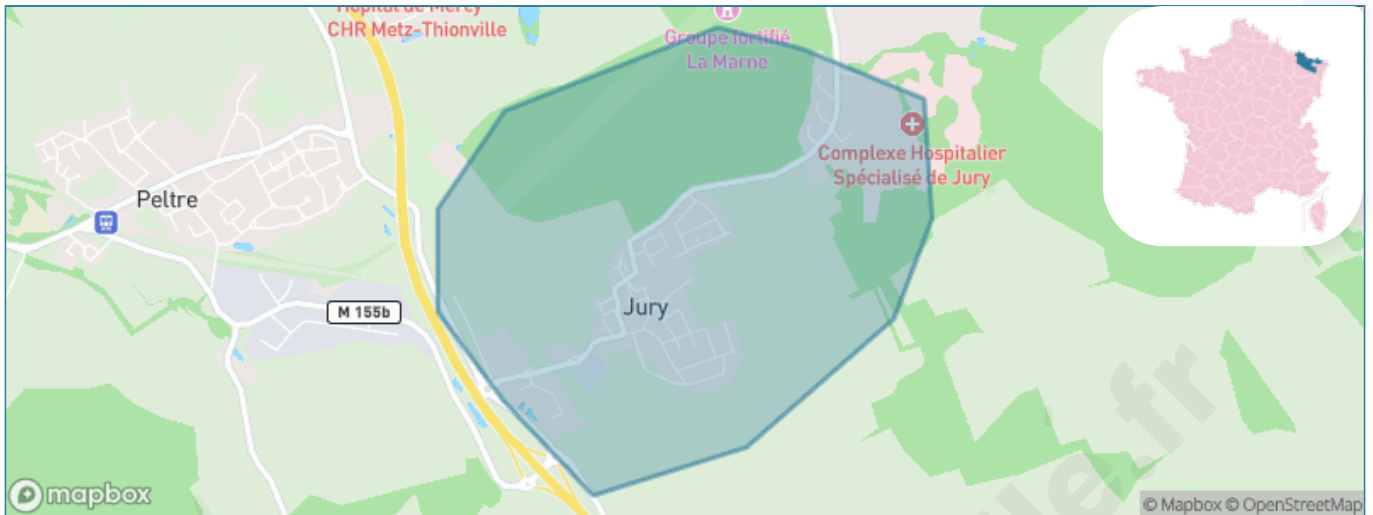 Hôpital de Mercy
CHR Metz-Thionville
Groupe fortifié
La Marne
Complexe Hospitalier
Spécialisé de Jury
Peltre
Jury
M 155b
mapbox
© Mapbox © OpenStreetMap